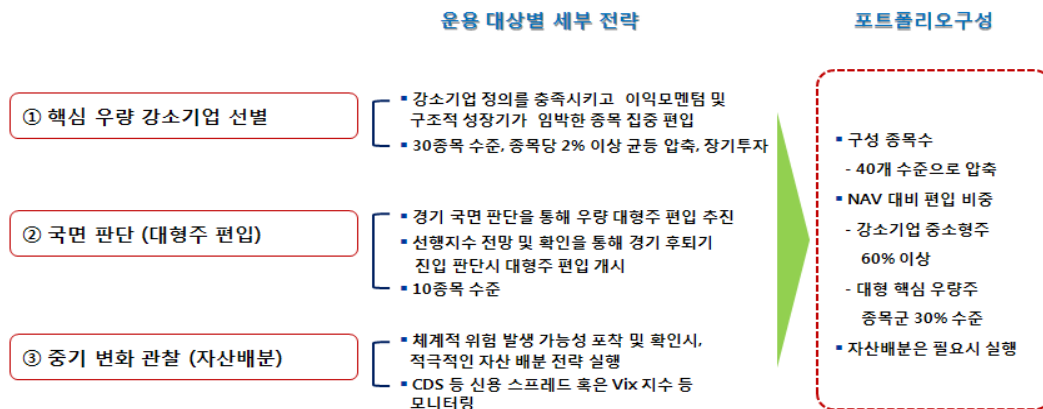 운용 대상별 세부 전략
포트폴리오구성
① 핵심 우량 강소기업 선별
▪ 강소기업 정의를 충족시키고 이익모멘텀 및
구조적 성장기가 임박한 종목 집중 편입
▪ 30종목 수준, 종목당 2% 이상 균등 압축, 장기투자
② 국면 판단 (대형주 편입)
▪ 경기 국면 판단을 통해 우량 대형주 편입 추진
▪ 선행지수 전망 및 확인을 통해 경기 후퇴기
진입 판단시 대형주 편입 개시
▪ 10종목 수준
③ 중기 변화 관찰 (자산배분)
▪ 체계적 위험 발생 가능성 포착 및 확인시,
적극적인 자산 배분 전략 실행
▪ CDS 등 신용 스프레드 혹은 Vix 지수 등
모니터링
▪ 구성 종목수
- 40개 수준으로 압축
▪ NAV 대비 편입 비중
- 강소기업 중소형주
60% 이상
- 대형 핵심 우량주
종목군 30% 수준
▪ 자산배분은 필요시 실행